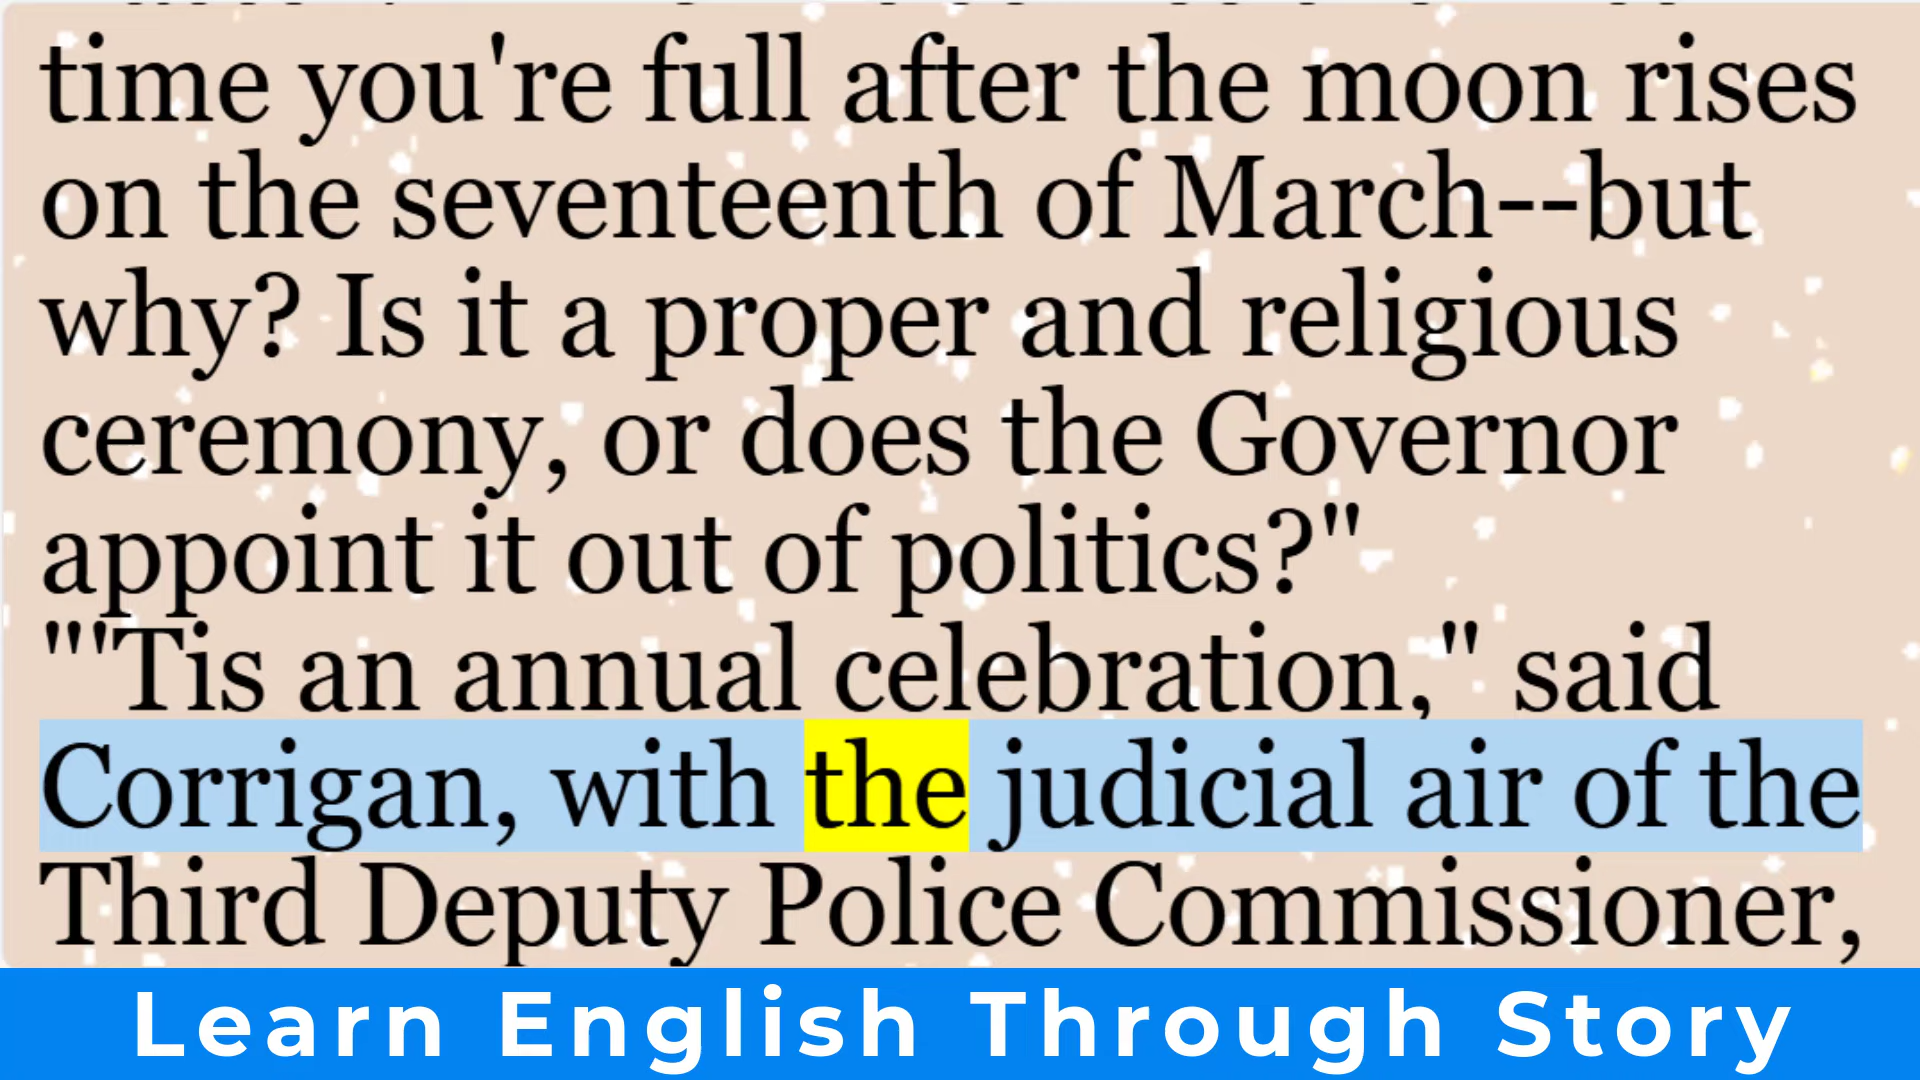 time you're full after the moon rises
on the seventeenth of March--but
why? Is it a proper and religious
ceremony, or does the Governor
appoint it out of politics?"
"'Tis an annual celebration," said
Corrigan, with the judicial air of the
Third Deputy Police Commissioner,
Learn English Through Story